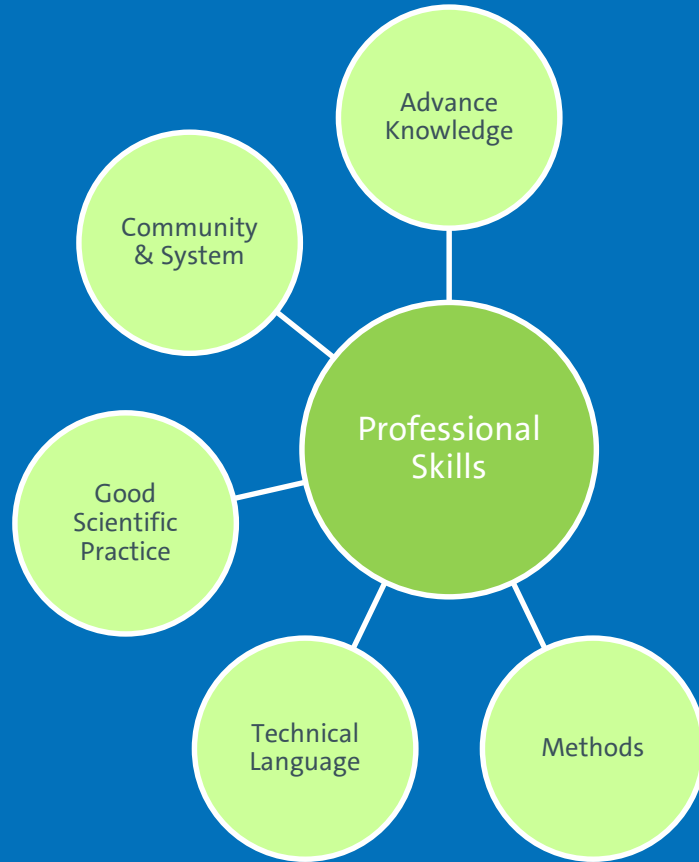 Advance
Knowledge
Community
& System
Professional
Skills
Good
Scientific
Practice
Technical
Language
Methods